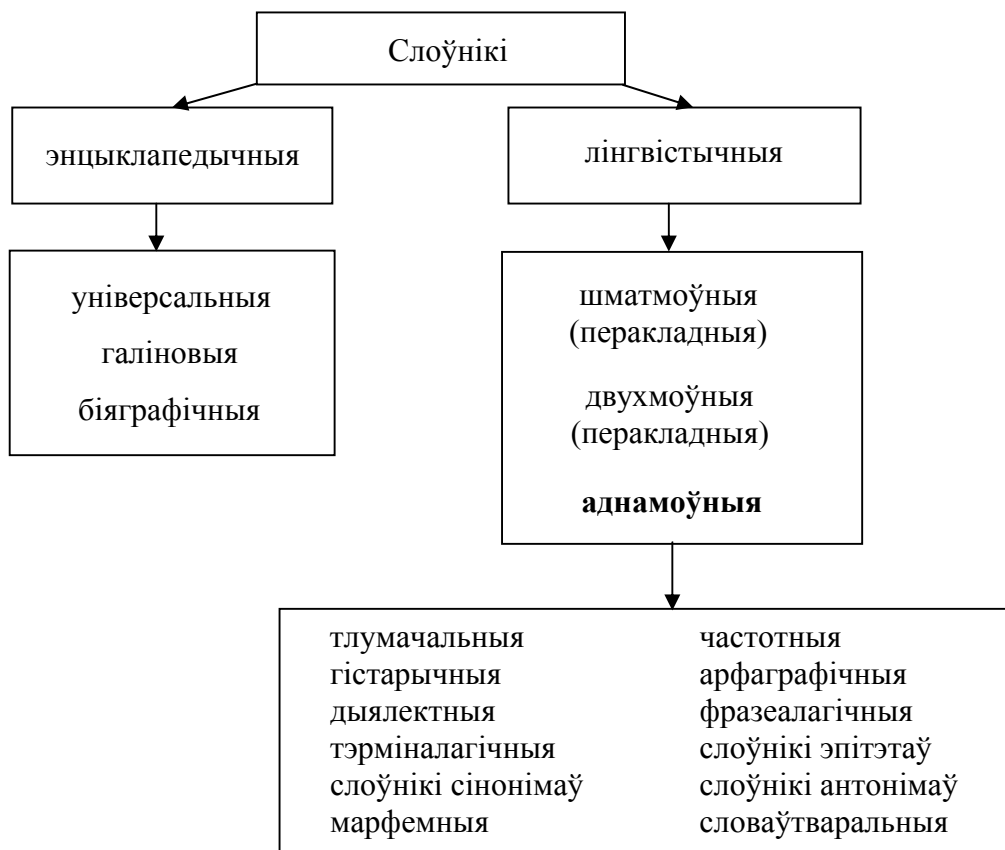 Слоўнікі
энцыклапедычныя
лінгвістычныя
універсальныя
галіновыя
біяграфічныя
шматмоўныя
(перакладныя)
двухмоўныя
(перакладныя)
аднамоўныя
тлумачальныя
гістарычныя
дыялектныя
тэрміналагічныя
слоўнікі сінонімаў
марфемныя
частотныя
арфаграфічныя
фразеалагічныя
слоўнікі эпітэтаў
слоўнікі антонімаў
словаўтваральныя